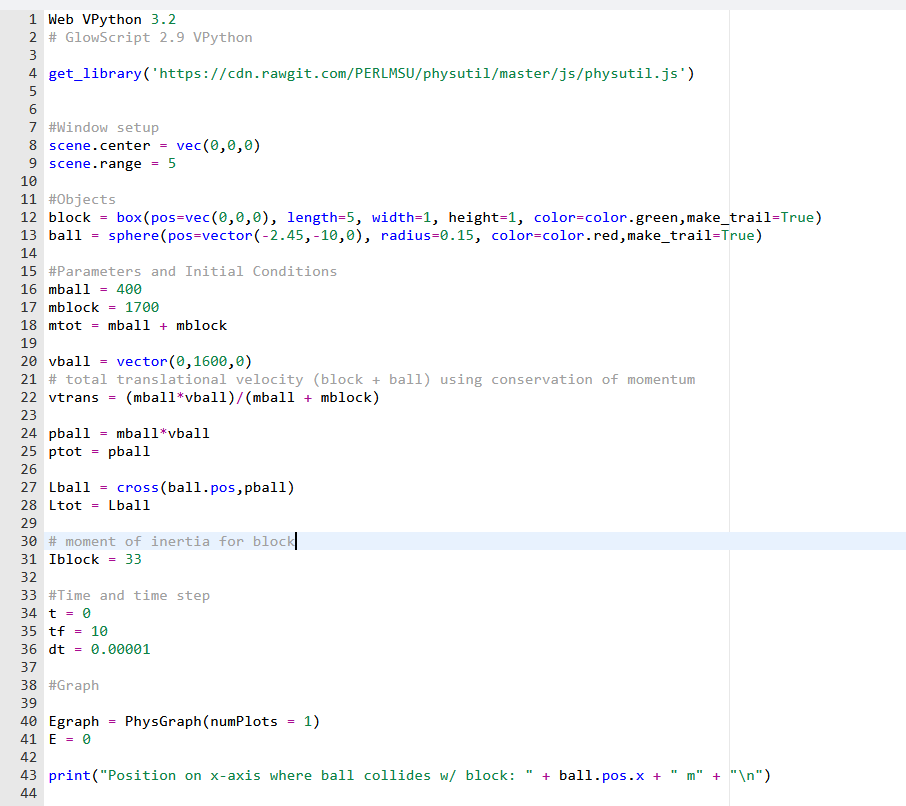 1 Web VPython 3.2
2 # GlowScript 2.9 VPython
3
4 get_library('https://cdn.rawgit.com/PERLMSU/physutil/master/js/physutil.js')
5
6
7 #Window setup
8 scene.center = vec(0,0,0)
9 scene.range = 5
10
11 #Objects
12 block = box(pos=vec(0,0,0), length=5, width=1, height=1, color=color.green,make_trail=True)
13 ball = sphere(pos=vector(-2.45,-10,0), radius=0.15, color=color.red,make_trail=True)
14
15 #Parameters and Initial Conditions
16 mball = 400
17 mblock = 1700
18 mtot = mball + mblock
19
20 vball = vector(0,1600,0)
21 # total translational velocity (block + ball) using conservation of momentum
22 vtrans = (mball*vball)/(mball + mblock)
23
24 pball = mball*vball
25 ptot = pball
26
27 Lball = cross(ball.pos,pball)
28 Ltot = Lball
29
30 # moment of inertia for block
31 Iblock = 33
32
33 #Time and time step
34 t = 0
35 tf = 10
36 dt = 0.00001
37
38 #Graph
39
40 Egraph = PhysGraph(numPlots = 1)
41 E = 0
42
43 print("Position on x-axis where ball collides w/ block: " + ball.pos.x + " m" + "\n")
44